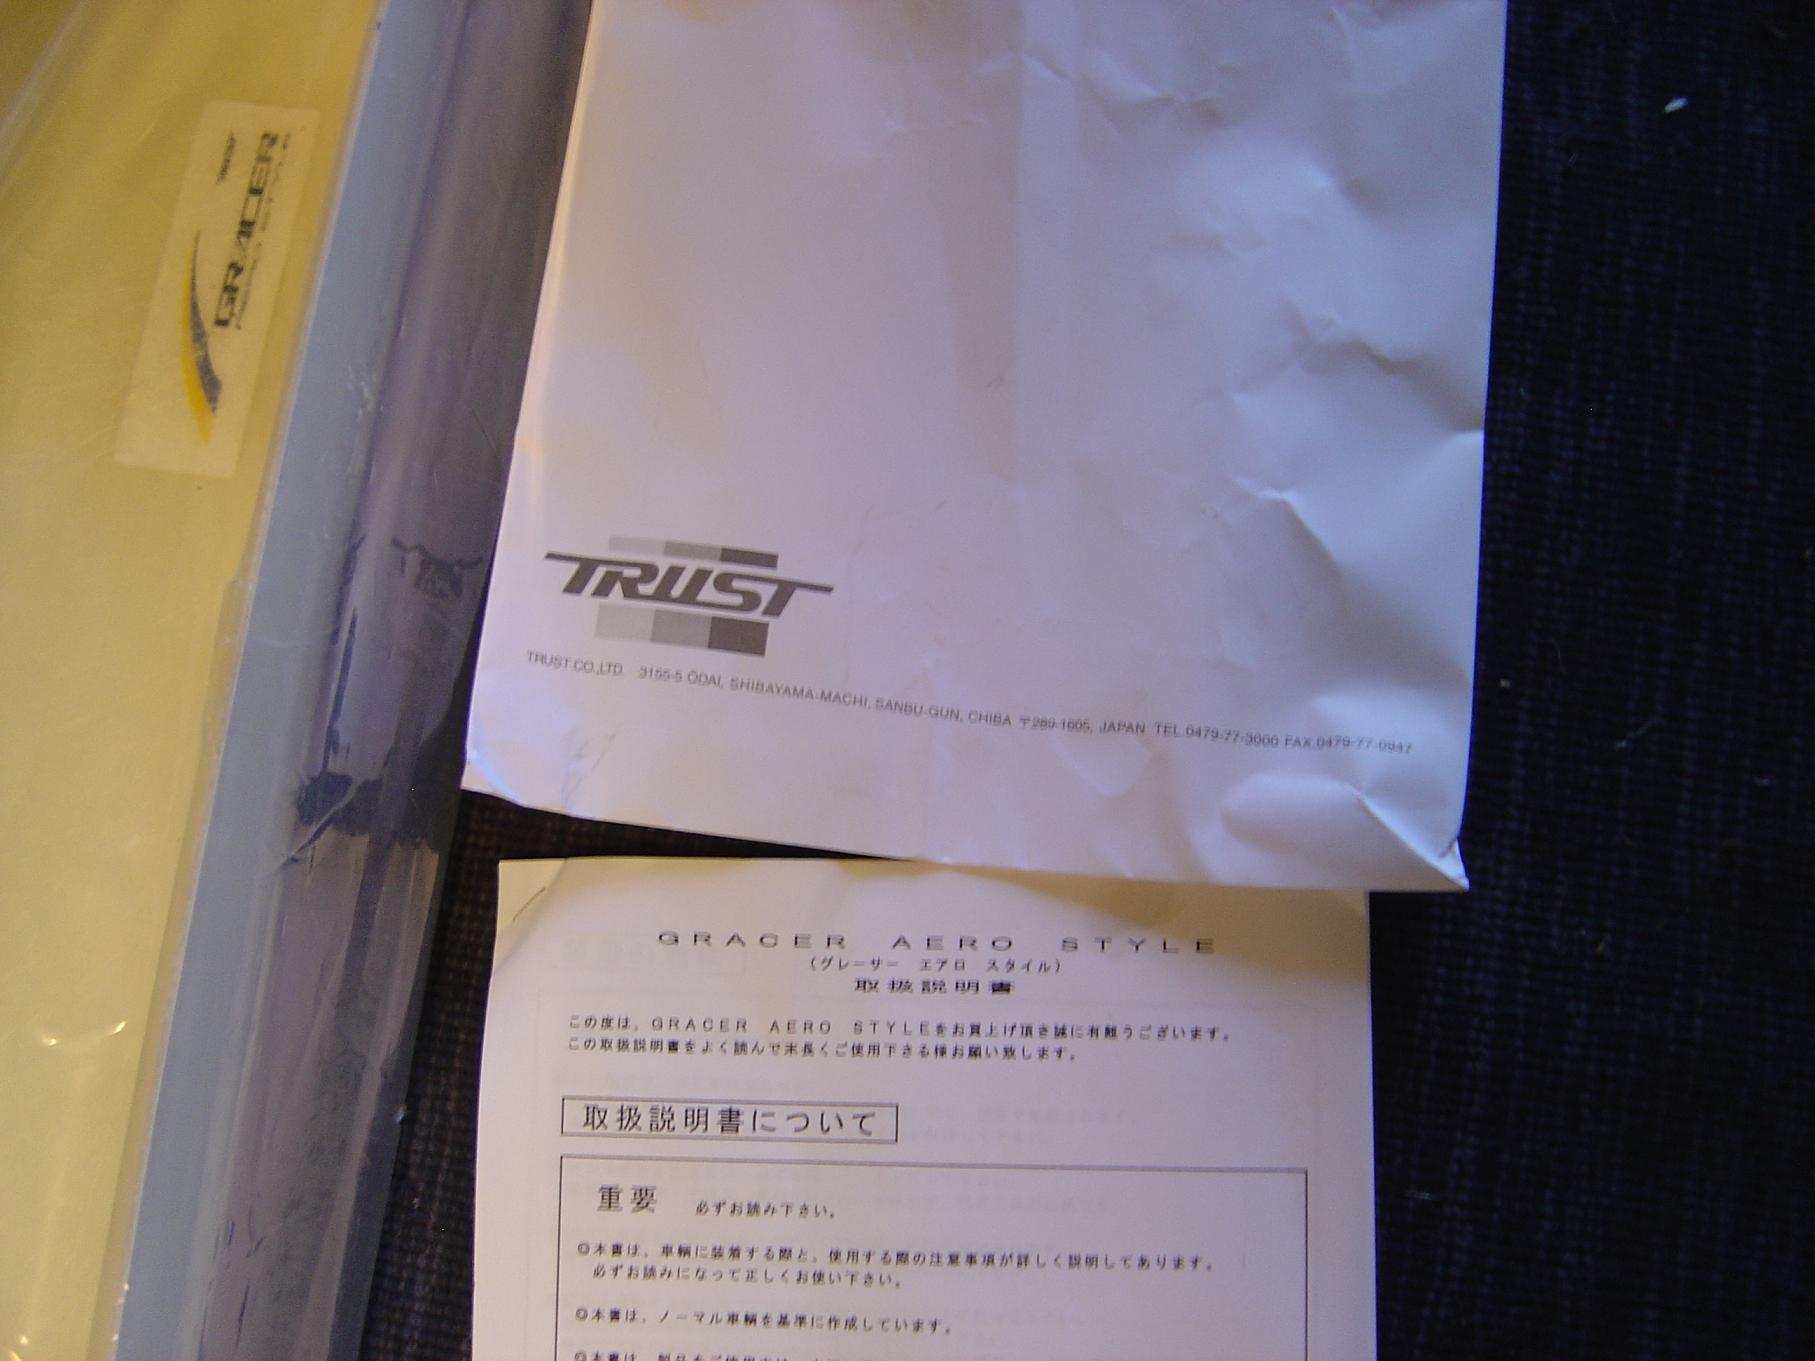 TRUST
GRACER
TRUST
TRUST CO.,LTD. 3155-5 ODAI, SHIBAYAMA-MACHI, SANBU-GUN, CHIBA 〒289-1605, JAPAN TEL.0479-77-3000 FAX.0479-77-0947
GRACER AERO STYLE
(グレーサー エアロ スタイル)
取扱説明書
この度は、GRACER AERO STYLEをお買上げ頂き誠に有難うございます。
この取扱説明書をよく読んで末長くご使用下さる様お願い致します。
取扱説明書について
重要 必ずお読み下さい。
◎本書は、車輌に装着する際と、使用する際の注意事項が詳しく説明してあります。
必ずお読みになって正しくお使い下さい。
◎本書は、ノーマル車輌を基準に作成しています。
◎本書は、製品をご使用